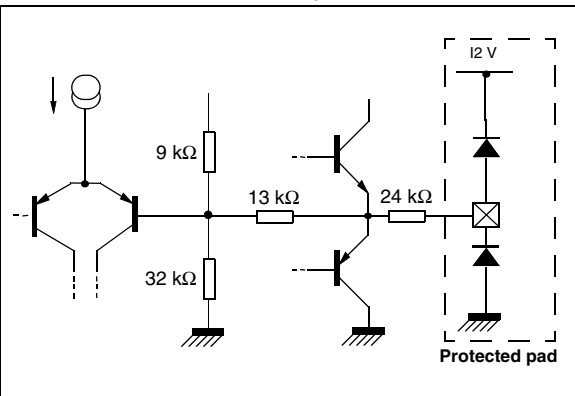 I2 V
9 kΩ
13 kΩ
24 kΩ
32 kΩ
Protected pad